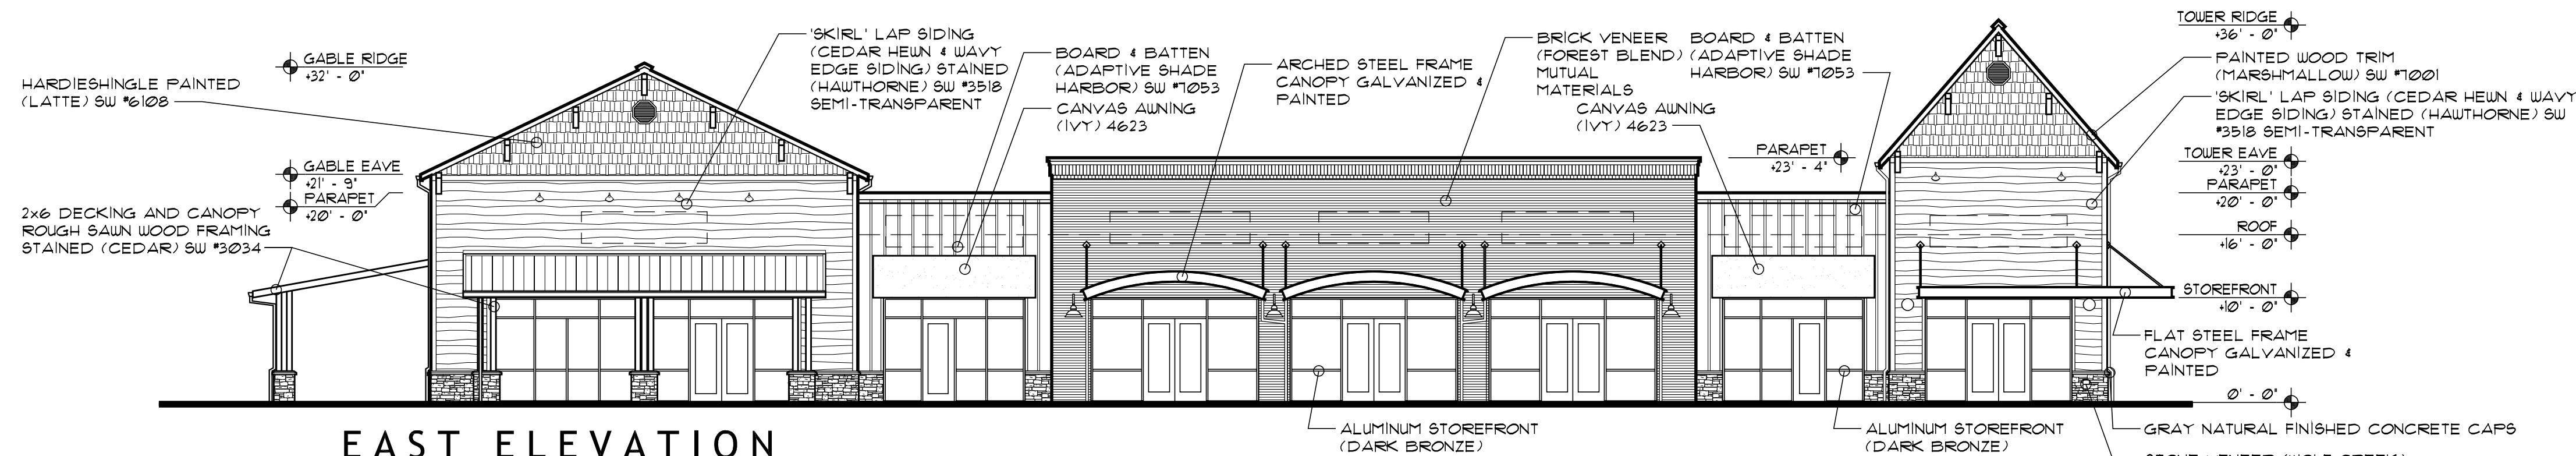 GABLE RIDGE
+32' - 0"
HARDIESHINGLE PAINTED
(LATTE) SW #6108
GABLE EAVE
+21' - 9"
PARAPET
+20' - 0"
2x6 DECKING AND CANOPY
ROUGH SAWN WOOD FRAMING
STAINED (CEDAR) SW #3034
'SKIRL' LAP SIDING
(CEDAR HEWN & WAVY
EDGE SIDING) STAINED
(HAWTHORNE) SW #3518
SEMI-TRANSPARENT
BOARD & BATTEN
(ADAPTIVE SHADE
HARBOR) SW #7053
CANVAS AWNING
(IVY) 4623
ARCHED STEEL FRAME
CANOPY GALVANIZED &
PAINTED
BRICK VENEER
(FOREST BLEND)
MUTUAL
MATERIALS
BOARD & BATTEN
(ADAPTIVE SHADE
HARBOR) SW #7053
CANVAS AWNING
(IVY) 4623
PARAPET
+23' - 4"
TOWER RIDGE
+36' - 0"
PAINTED WOOD TRIM
(MARSHMALLOW) SW #7001
'SKIRL' LAP SIDING (CEDAR HEWN & WAVY
EDGE SIDING) STAINED (HAWTHORNE) SW
#3518 SEMI-TRANSPARENT
TOWER EAVE
+23' - 0"
PARAPET
+20' - 0"
ROOF
+16' - 0"
STOREFRONT
+10' - 0"
FLAT STEEL FRAME
CANOPY GALVANIZED &
PAINTED
0' - 0"
GRAY NATURAL FINISHED CONCRETE CAPS
ALUMINUM STOREFRONT
(DARK BRONZE)
ALUMINUM STOREFRONT
(DARK BRONZE)
EAST ELEVATION